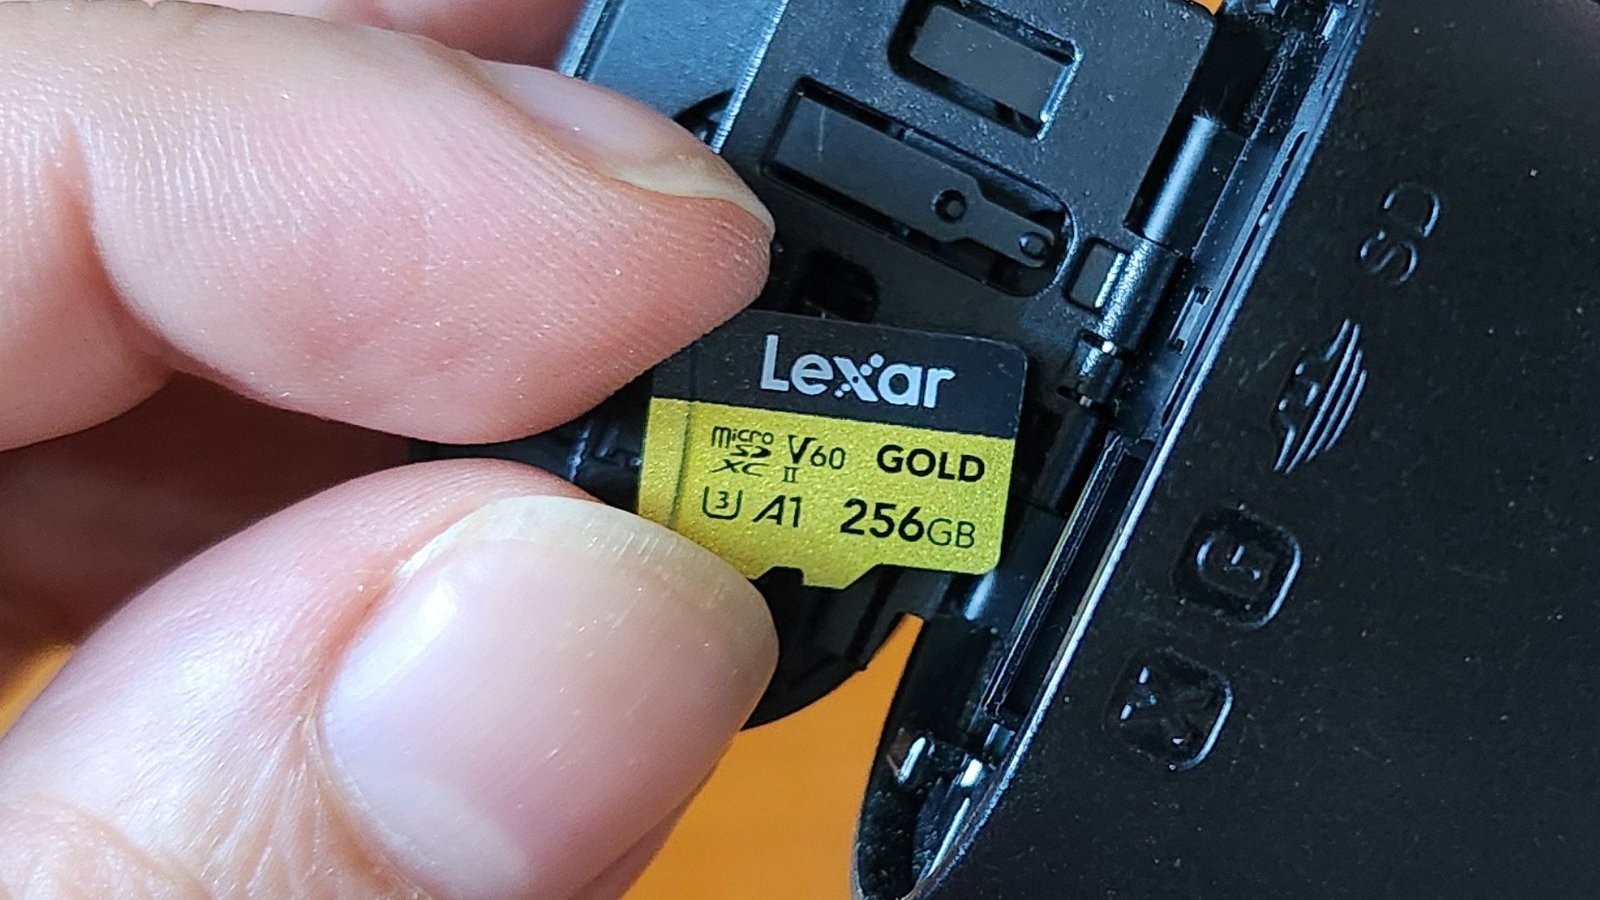 Lexar
micro SD XC V60 II GOLD
3 A1 256GB
SD